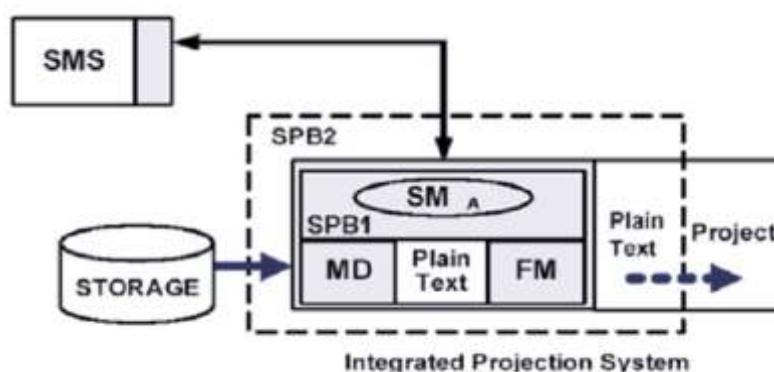 SMS
SPB2
SM A
SPB1
MD
Plain
Text
FM
Plain
Text
Project
STORAGE
Integrated Projection System